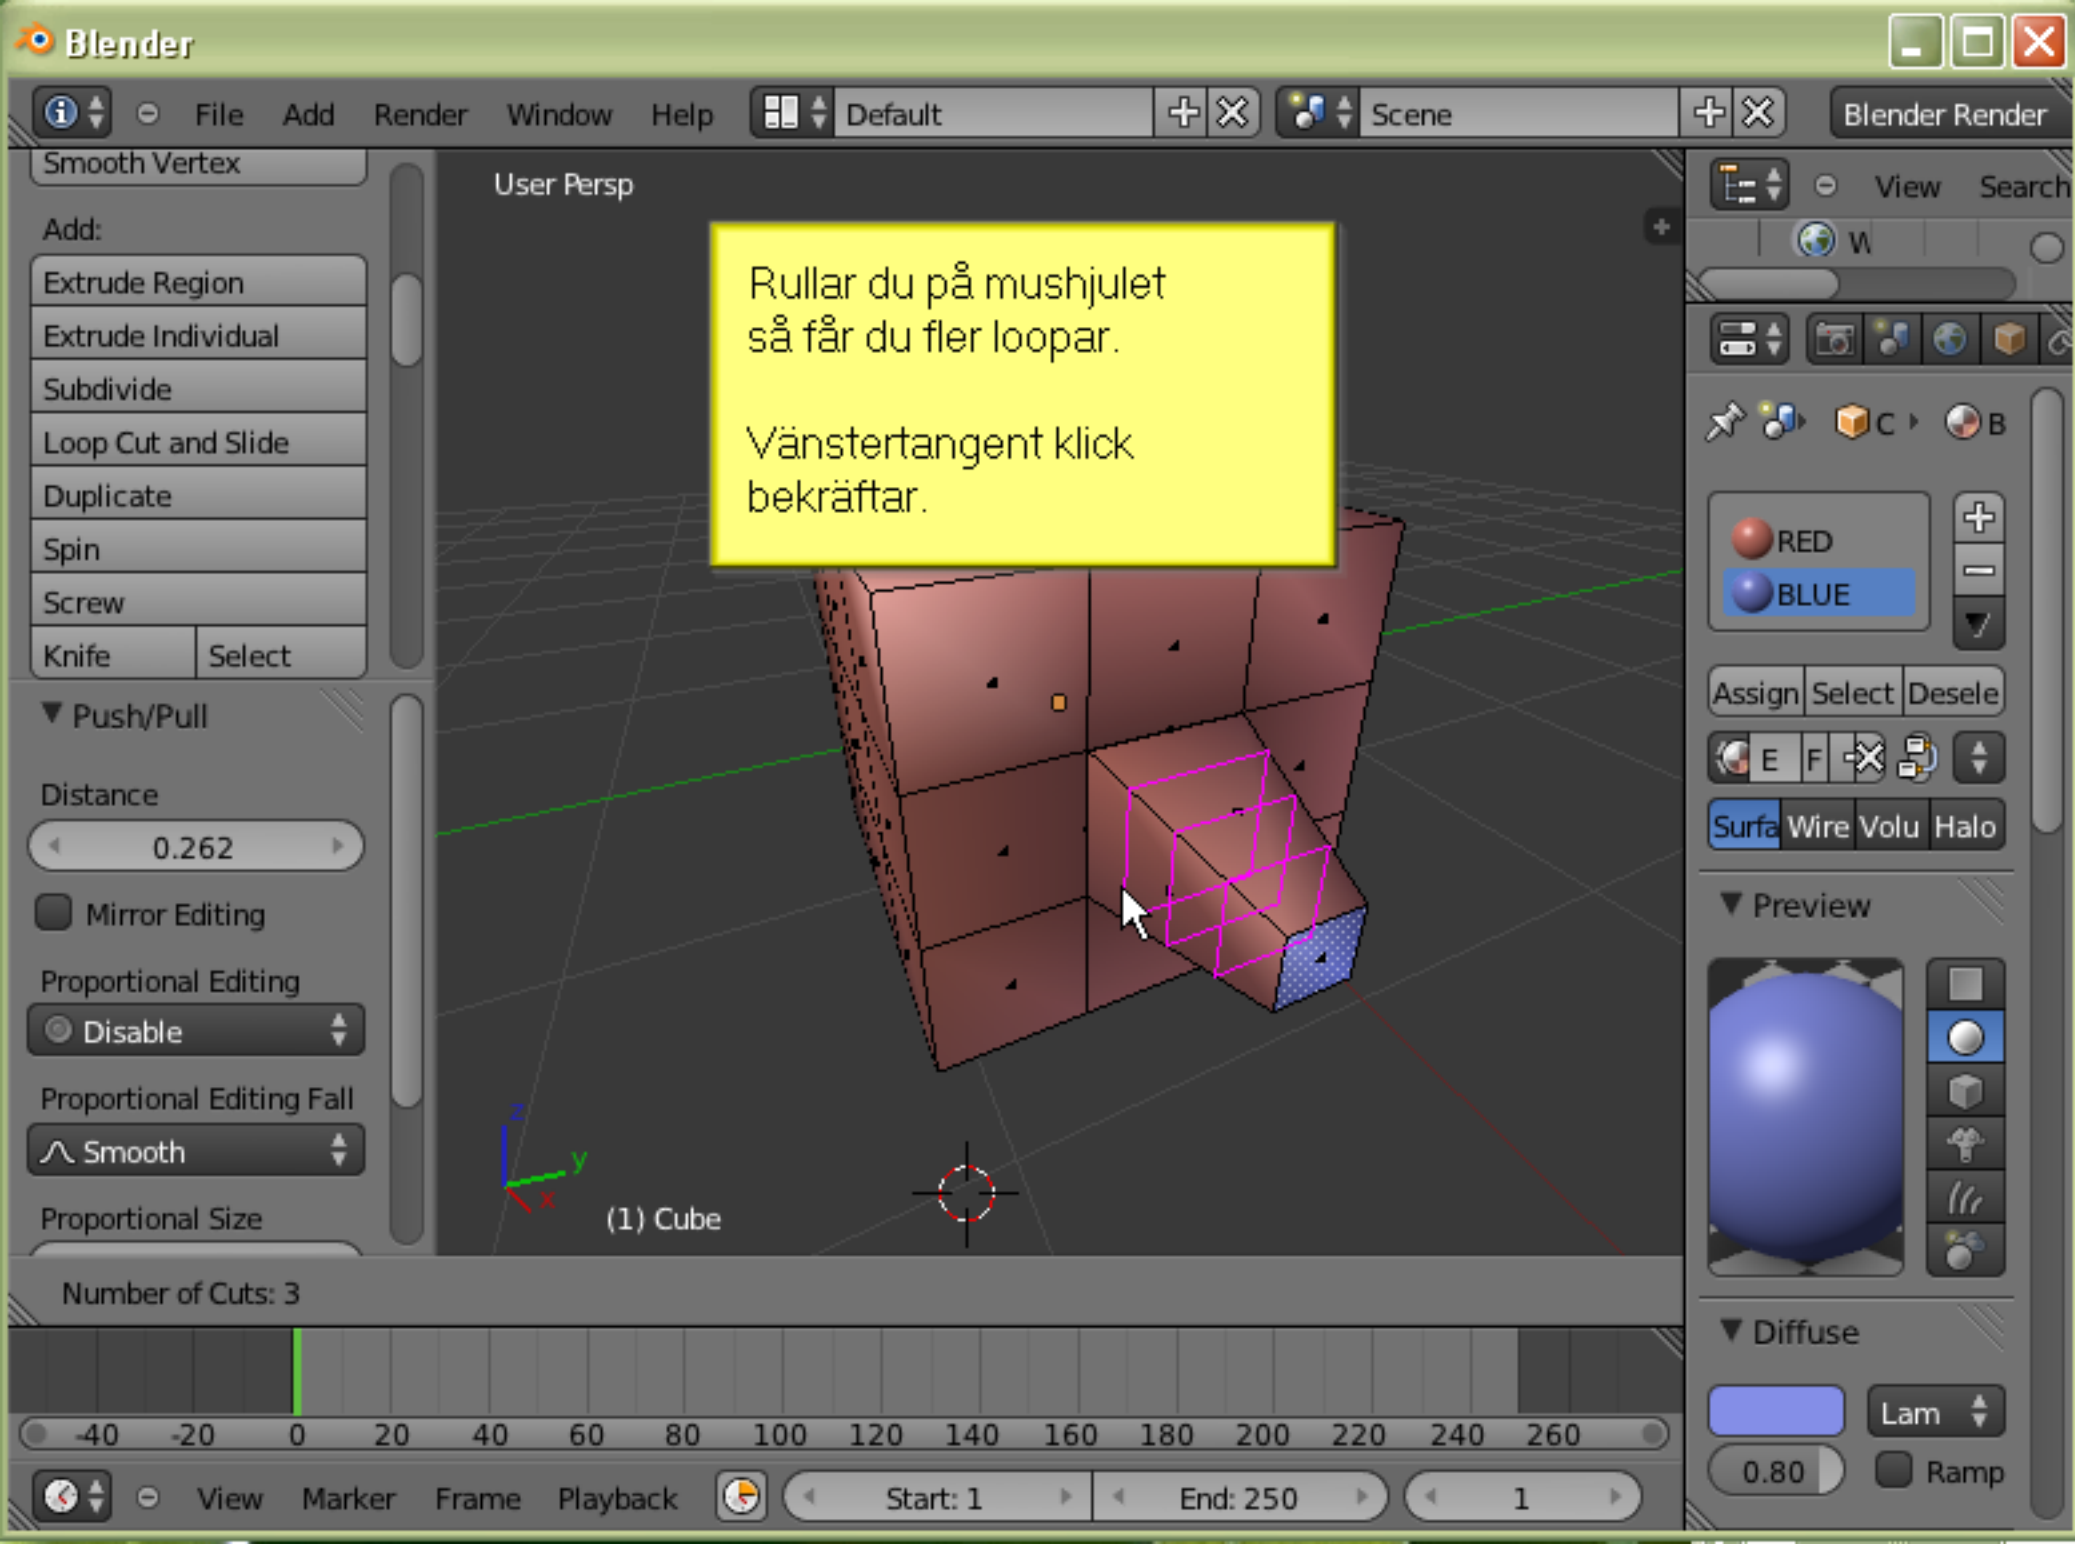 Blender
File Add Render Window Help Default Scene Blender Render
Smooth Vertex
Add:
Extrude Region
Extrude Individual
Subdivide
Loop Cut and Slide
Duplicate
Spin
Screw
Knife Select
Push/Pull
Distance
0.262
Mirror Editing
Proportional Editing
Disable
Proportional Editing Fall
Smooth
Proportional Size
User Persp
Rullar du på mushjulet
så får du fler loopar.
Vänstertangent klick
bekräftar.
z
y
x
(1) Cube
Number of Cuts: 3
-40 -20 0 20 40 60 80 100 120 140 160 180 200 220 240 260
View Marker Frame Playback Start: 1 End: 250 1
View Search
W
C B
RED
BLUE
Assign Select Desele
E F
Surfa Wire Volu Halo
Preview
Diffuse
Lam
0.80 Ramp